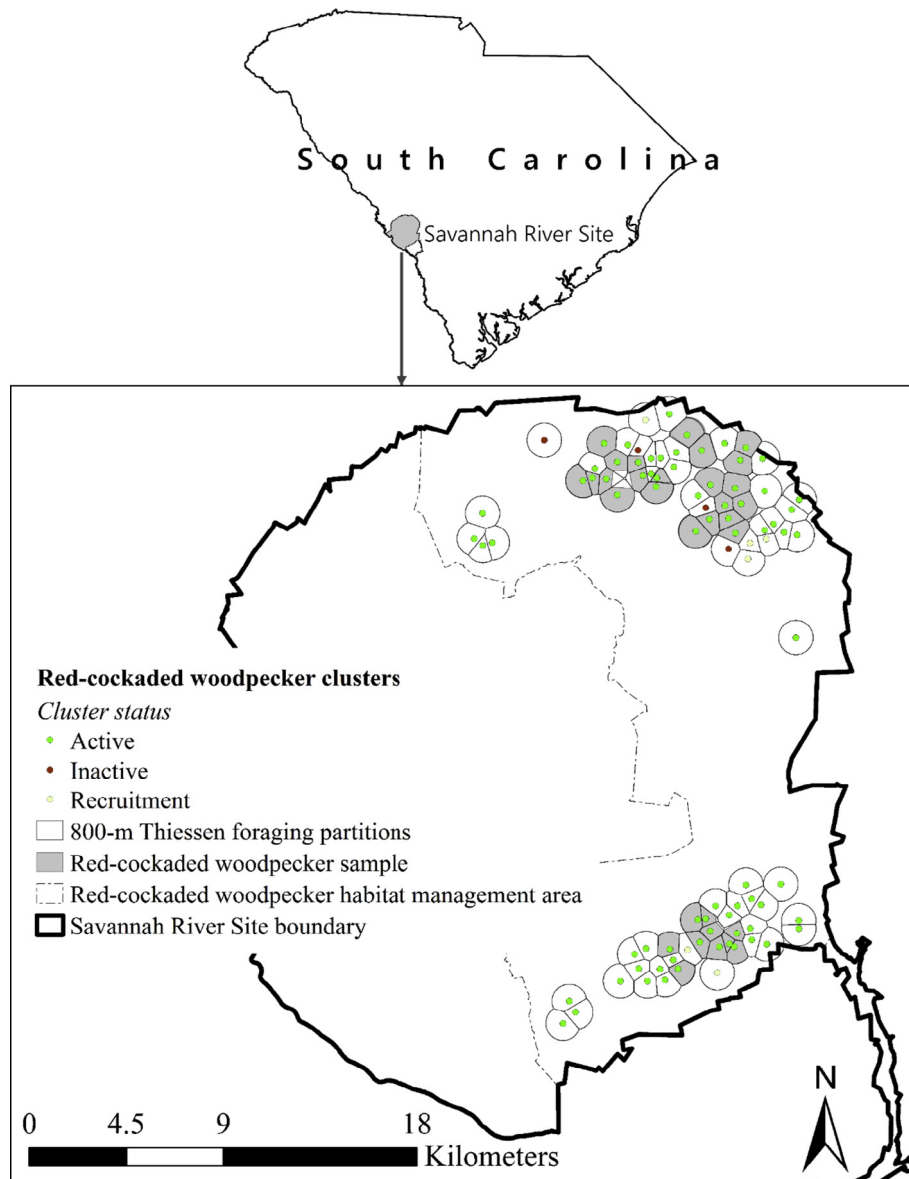 South Carolina
Savannah River Site
Red-cockaded woodpecker clusters
Cluster status
Active
Inactive
Recruitment
800-m Thiessen foraging partitions
Red-cockaded woodpecker sample
Red-cockaded woodpecker habitat management area
Savannah River Site boundary
N
0 4.5 9 18
Kilometers